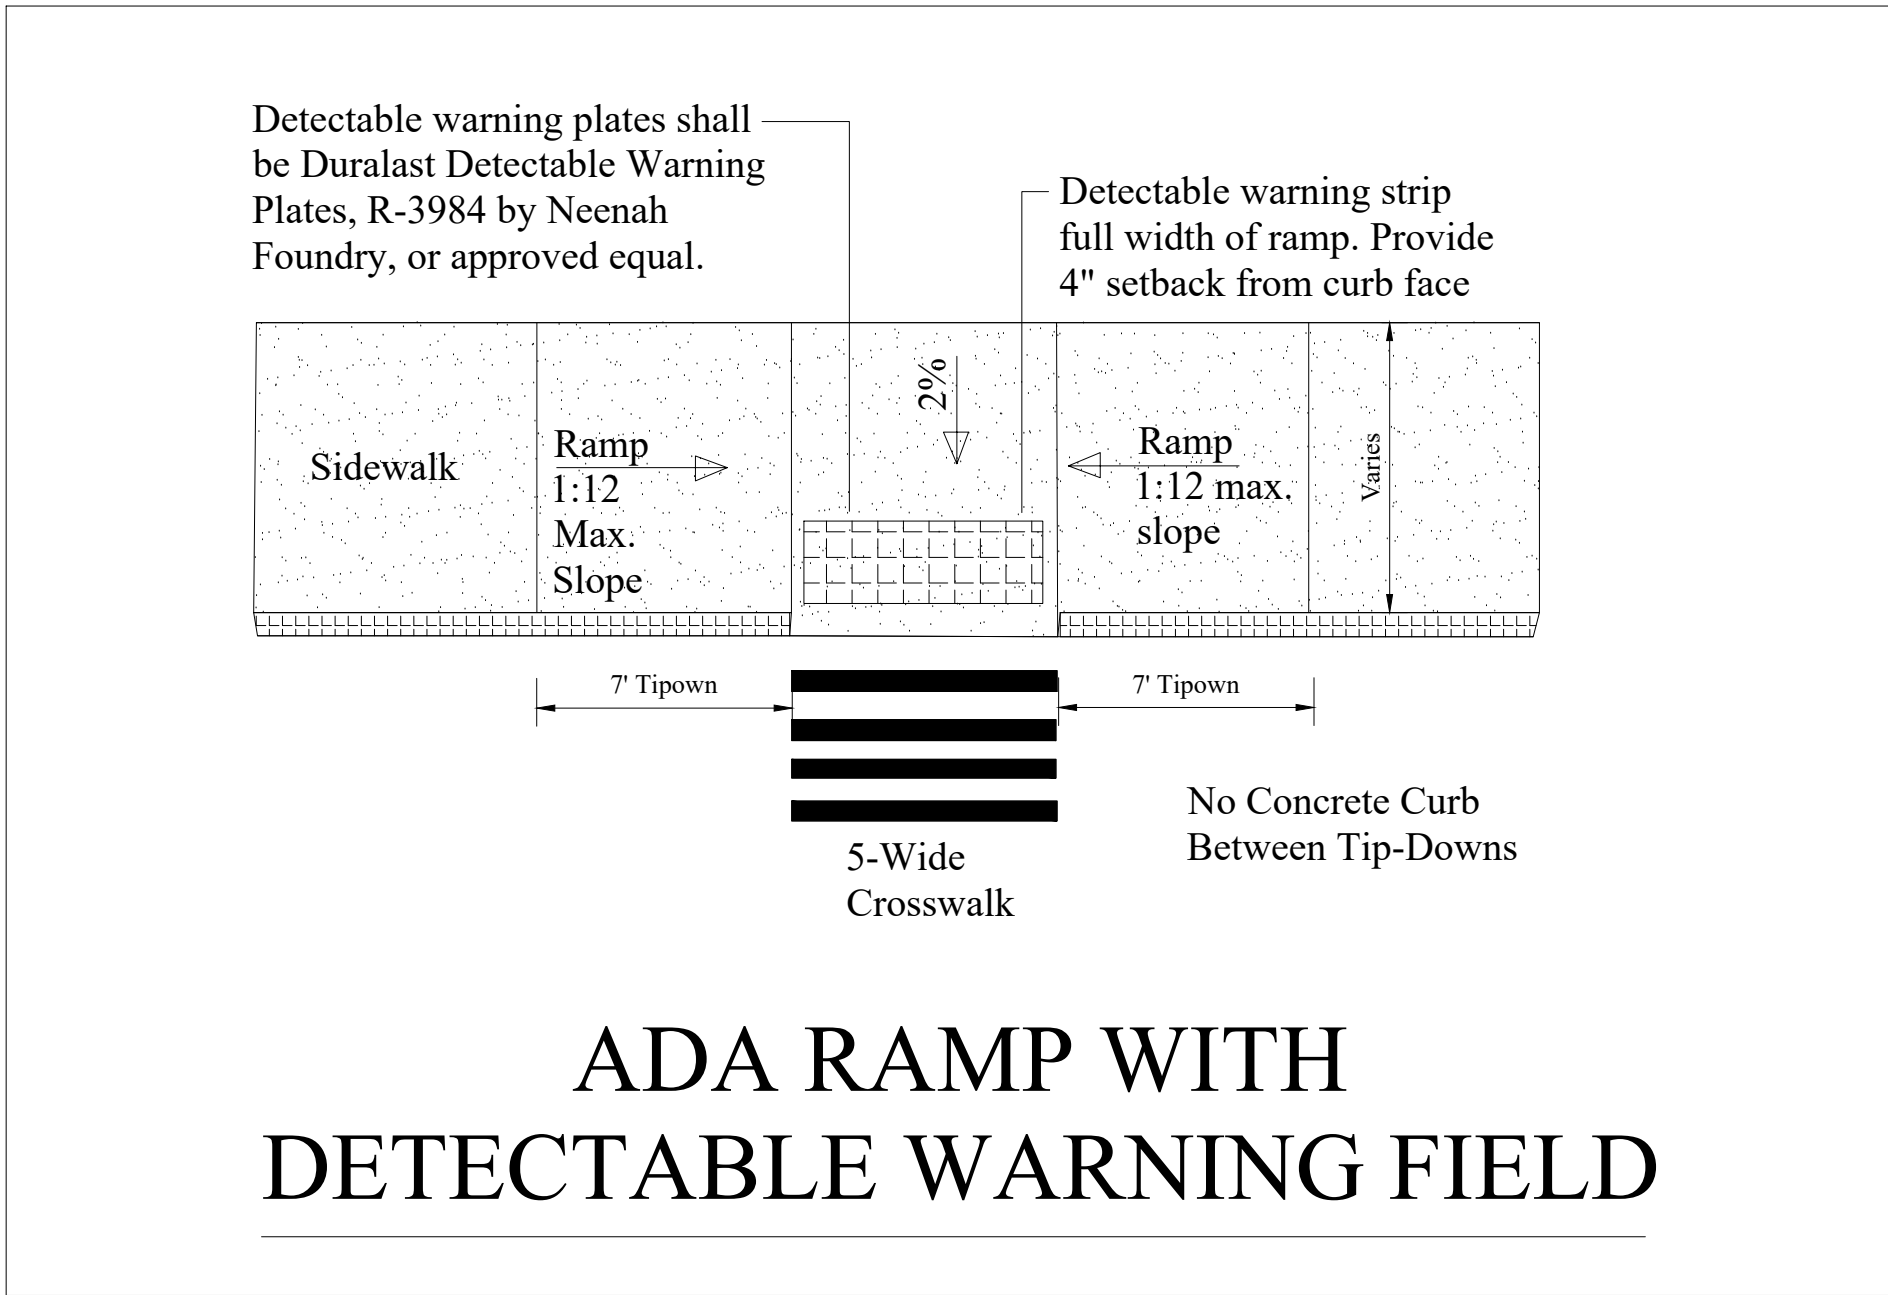 Detectable warning plates shall
be Duralast Detectable Warning
Plates, R-3984 by Neenah
Foundry, or approved equal.
Detectable warning strip
full width of ramp. Provide
4" setback from curb face
Sidewalk
Ramp
1:12
Max.
Slope
2%
Ramp
1:12 max.
slope
Varies
7' Tipown
7' Tipown
5-Wide
Crosswalk
No Concrete Curb
Between Tip-Downs
ADA RAMP WITH
DETECTABLE WARNING FIELD